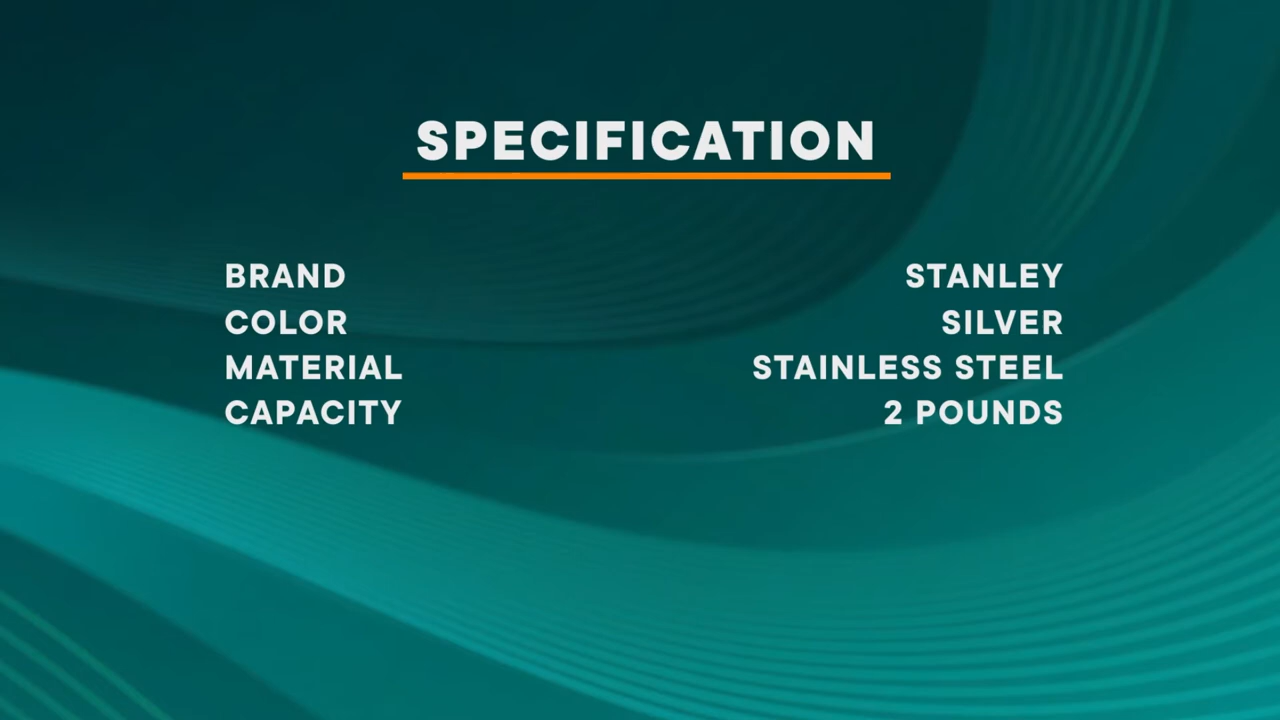 SPECIFICATION
BRAND STANLEY
COLOR SILVER
MATERIAL STAINLESS STEEL
CAPACITY 2 POUNDS